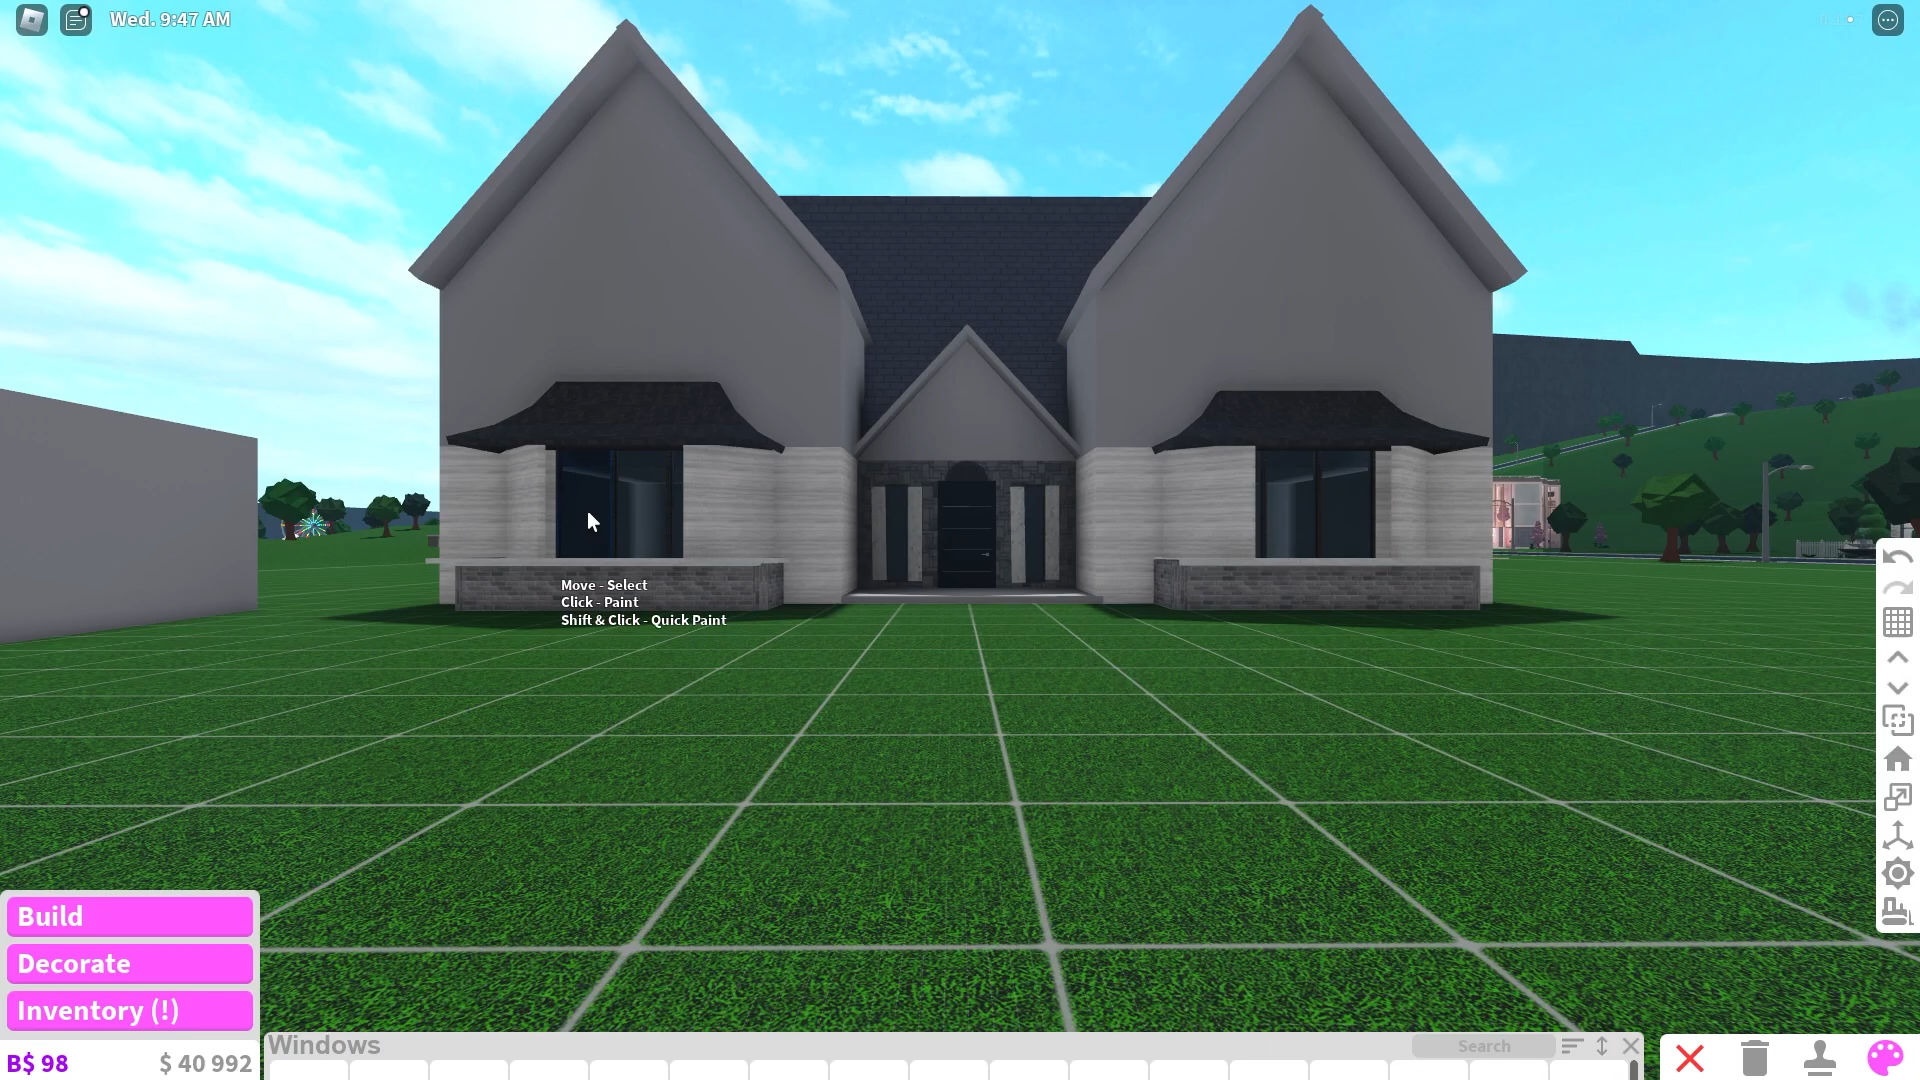 Wed. 9:47 AM
Move - Select
Click - Paint
Shift & Click - Quick Paint
Build
Decorate
Inventory (!)
B$ 98
$ 40 992
Windows
Search